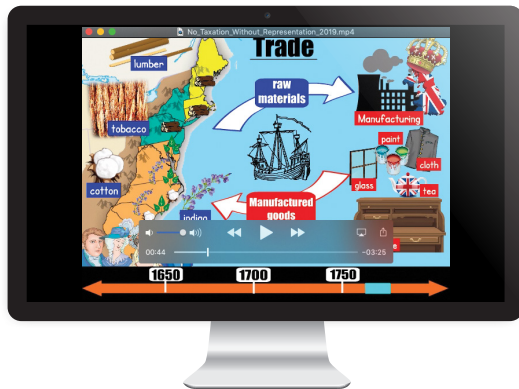 No_Taxation_Without_Representation_2019.mp4
Trade
lumber
raw
materials
Manufacturing
tobacco
paint
cloth
glass
tea
cotton
Manufactured
goods
00:44
-03:25
1650
1700
1750